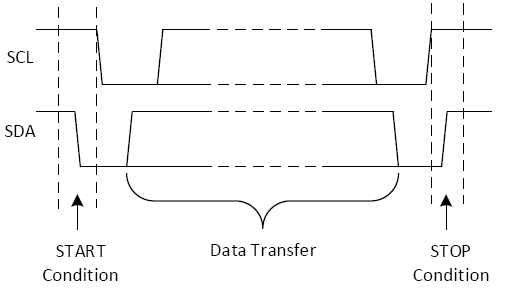 SCL
SDA
START
Condition
Data Transfer
STOP
Condition